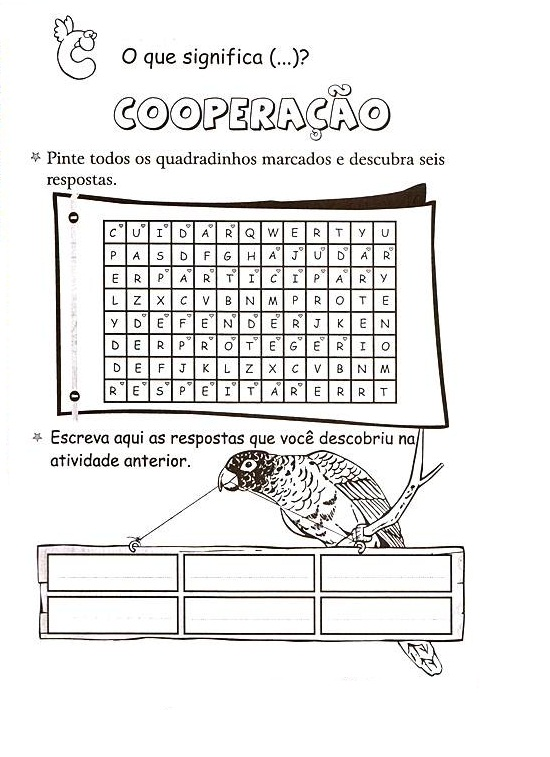 O que significa (...)?
COOPERAÇÃO
Pinte todos os quadradinhos marcados e descubra seis
respostas.
C U I D A R Q W E R T Y U
P A S D F G H A J U D A R
E R P A R T I C I P A R Y
L Z X C V B N M P R O T E
Y D E F E N D E R J K E N
D E R P R O T E G E R I O
D E F J K L Z X C V B N M
R E S P E I T A R E R R T
Escreva aqui as respostas que você descobriu na
atividade anterior.